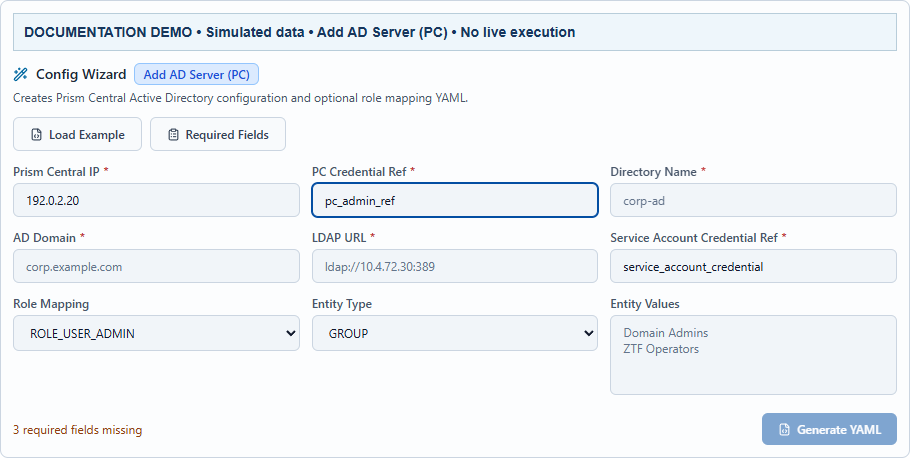 DOCUMENTATION DEMO • Simulated data • Add AD Server (PC) • No live execution
Config Wizard Add AD Server (PC)
Creates Prism Central Active Directory configuration and optional role mapping YAML.
Load Example Required Fields
Prism Central IP * PC Credential Ref * Directory Name *
192.0.2.20 pc_admin_ref corp-ad
AD Domain * LDAP URL * Service Account Credential Ref *
corp.example.com ldap://10.4.72.30:389 service_account_credential
Role Mapping Entity Type Entity Values
ROLE_USER_ADMIN GROUP Domain Admins
ZTF Operators
3 required fields missing Generate YAML